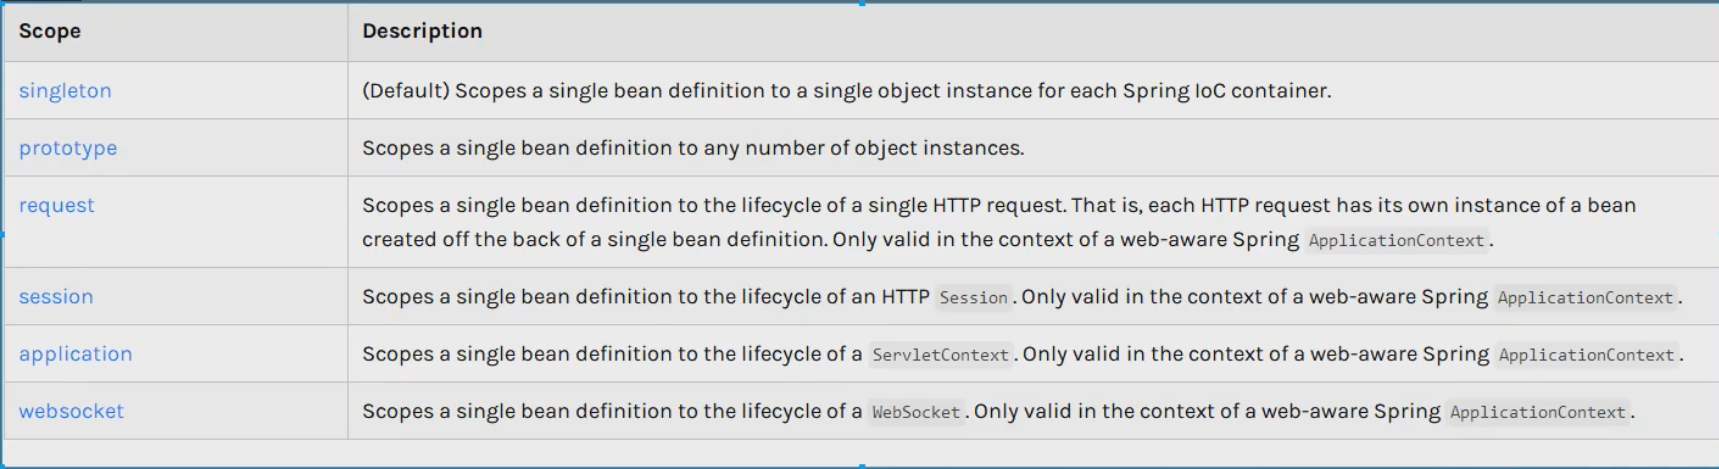 Scope Description
singleton (Default) Scopes a single bean definition to a single object instance for each Spring IoC container.
prototype Scopes a single bean definition to any number of object instances.
request Scopes a single bean definition to the lifecycle of a single HTTP request. That is, each HTTP request has its own instance of a bean
created off the back of a single bean definition. Only valid in the context of a web-aware Spring ApplicationContext.
session Scopes a single bean definition to the lifecycle of an HTTP Session. Only valid in the context of a web-aware Spring ApplicationContext.
application Scopes a single bean definition to the lifecycle of a ServletContext. Only valid in the context of a web-aware Spring ApplicationContext.
websocket Scopes a single bean definition to the lifecycle of a WebSocket. Only valid in the context of a web-aware Spring ApplicationContext.